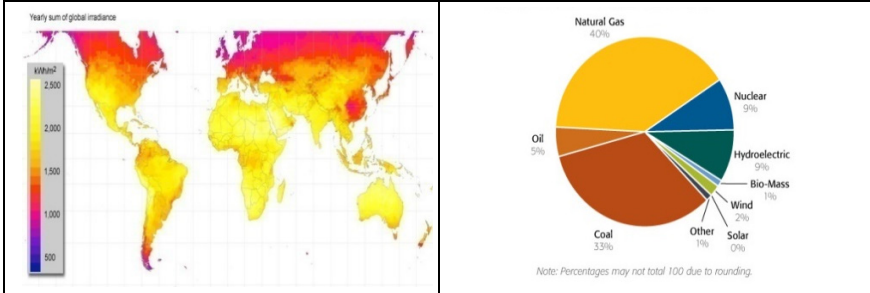 Yearly sum of global irradiance
kWh/m²
2,500
2,000
1,500
1,000
500
Natural Gas
40%
Nuclear
9%
Hydroelectric
9%
Bio-Mass
1%
Wind
2%
Solar
0%
Other
1%
Coal
33%
Oil
5%
Note: Percentages may not total 100 due to rounding.